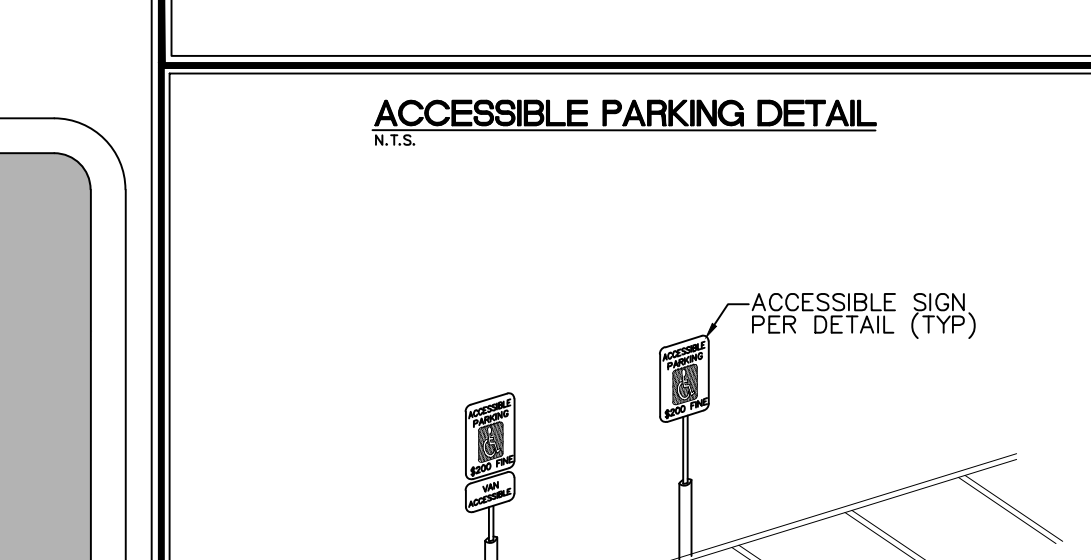 ACCESSIBLE PARKING DETAIL
N.T.S.
ACCESSIBLE SIGN
PER DETAIL (TYP)
ACCESSIBLE
PARKING
$200 FINE
ACCESSIBLE
PARKING
$200 FINE
VAN
ACCESSIBLE